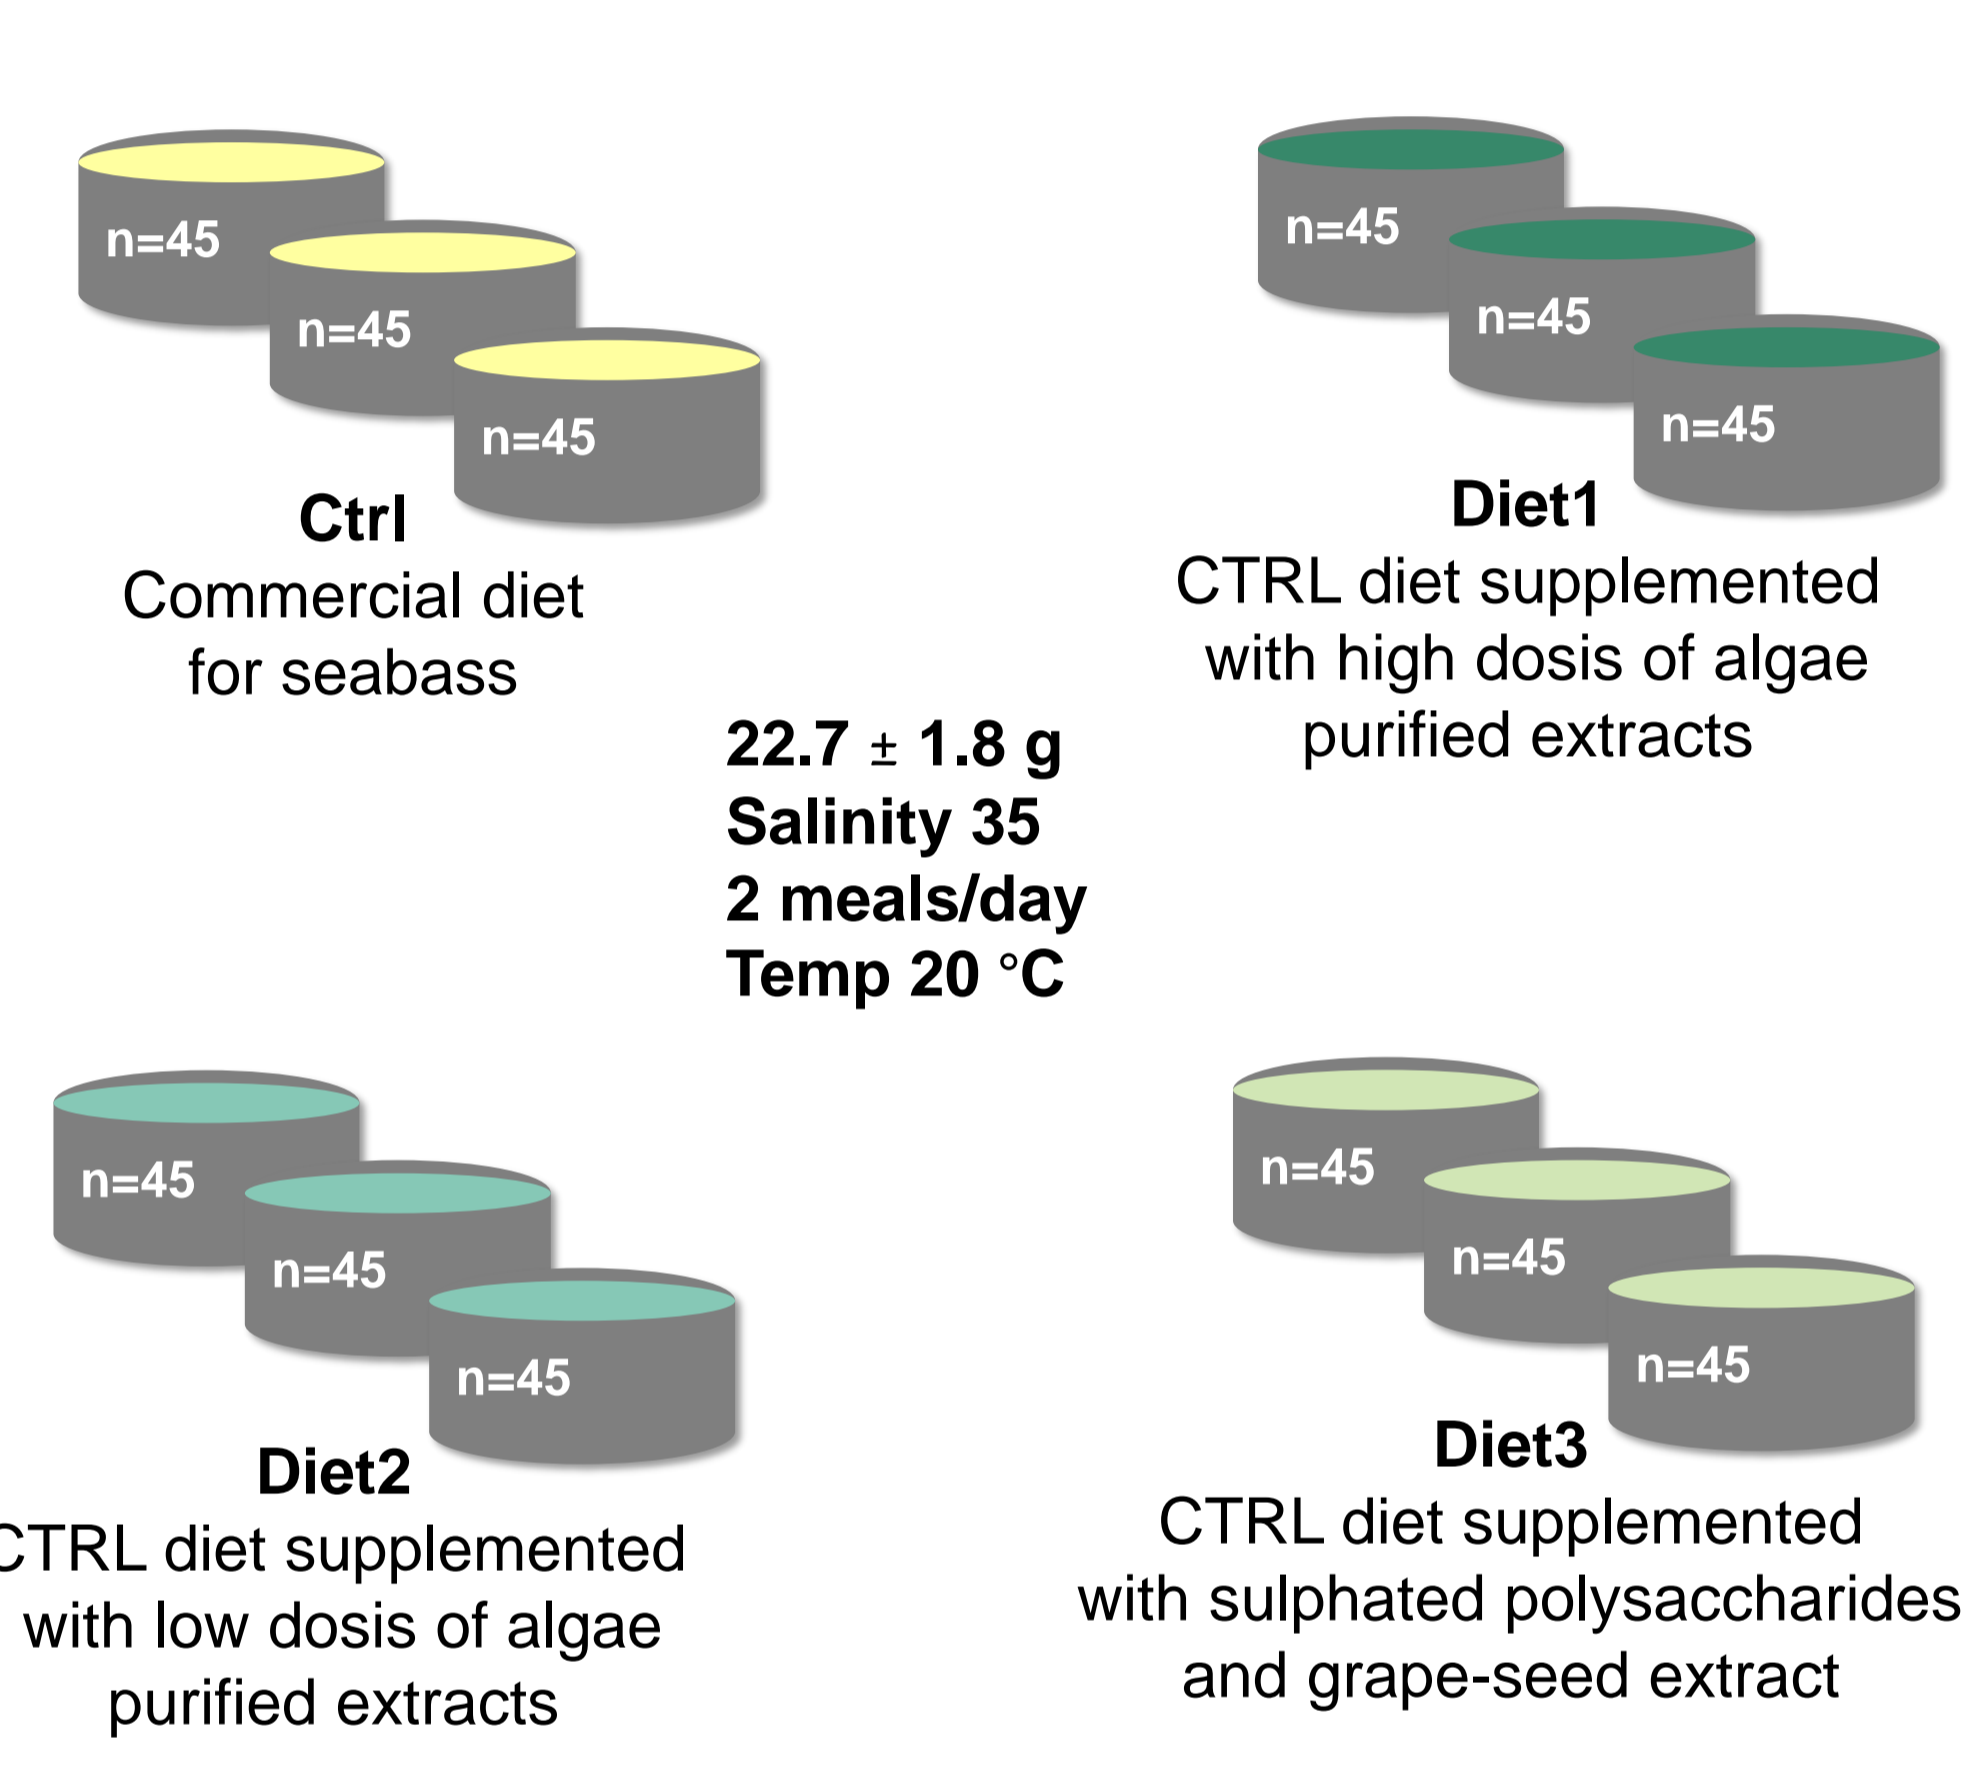 n=45
n=45
n=45
Ctrl
Commercial diet
for seabass
n=45
n=45
n=45
Diet1
CTRL diet supplemented
with high dosis of algae
purified extracts
22.7 ± 1.8 g
Salinity 35
2 meals/day
Temp 20 °C
n=45
n=45
n=45
Diet2
CTRL diet supplemented
with low dosis of algae
purified extracts
n=45
n=45
n=45
Diet3
CTRL diet supplemented
with sulphated polysaccharides
and grape-seed extract